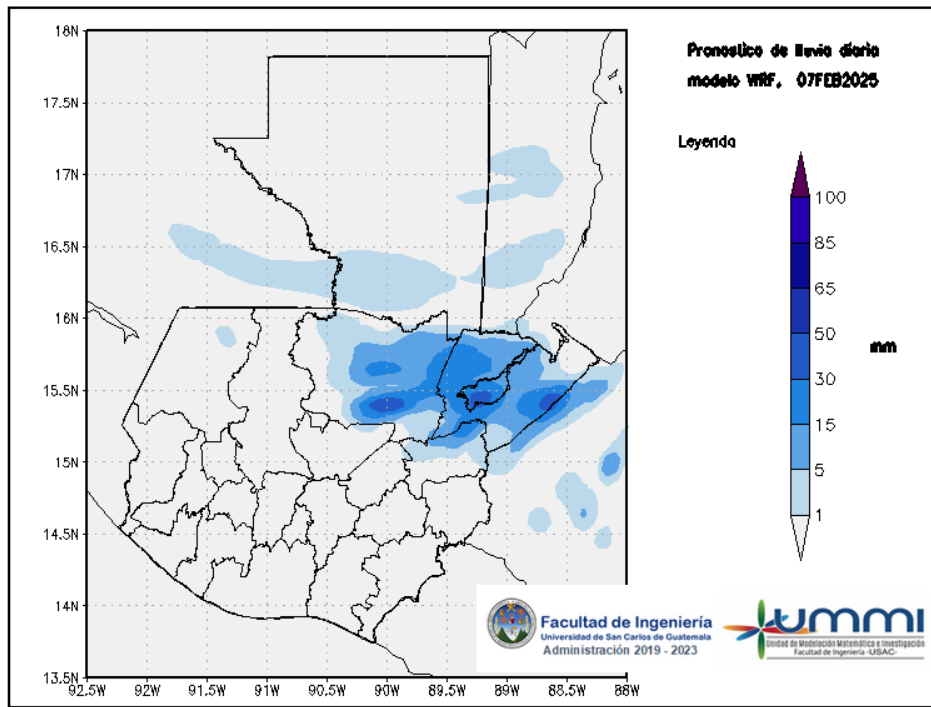 Pronostico de lluvia diaria
modelo WRF, 07FEB2025
Leyenda
100
85
65
50
30
15
5
1
mm
18N
17.5N
17N
16.5N
16N
15.5N
15N
14.5N
14N
13.5N
92.5W
92W
91.5W
91W
90.5W
90W
89.5W
89W
88.5W
88W
Facultad de Ingeniería
Universidad de San Carlos de Guatemala
Administración 2019 - 2023
UMMI
Unidad de Modelación Matemática e Investigación
Facultad de Ingeniería -USAC-